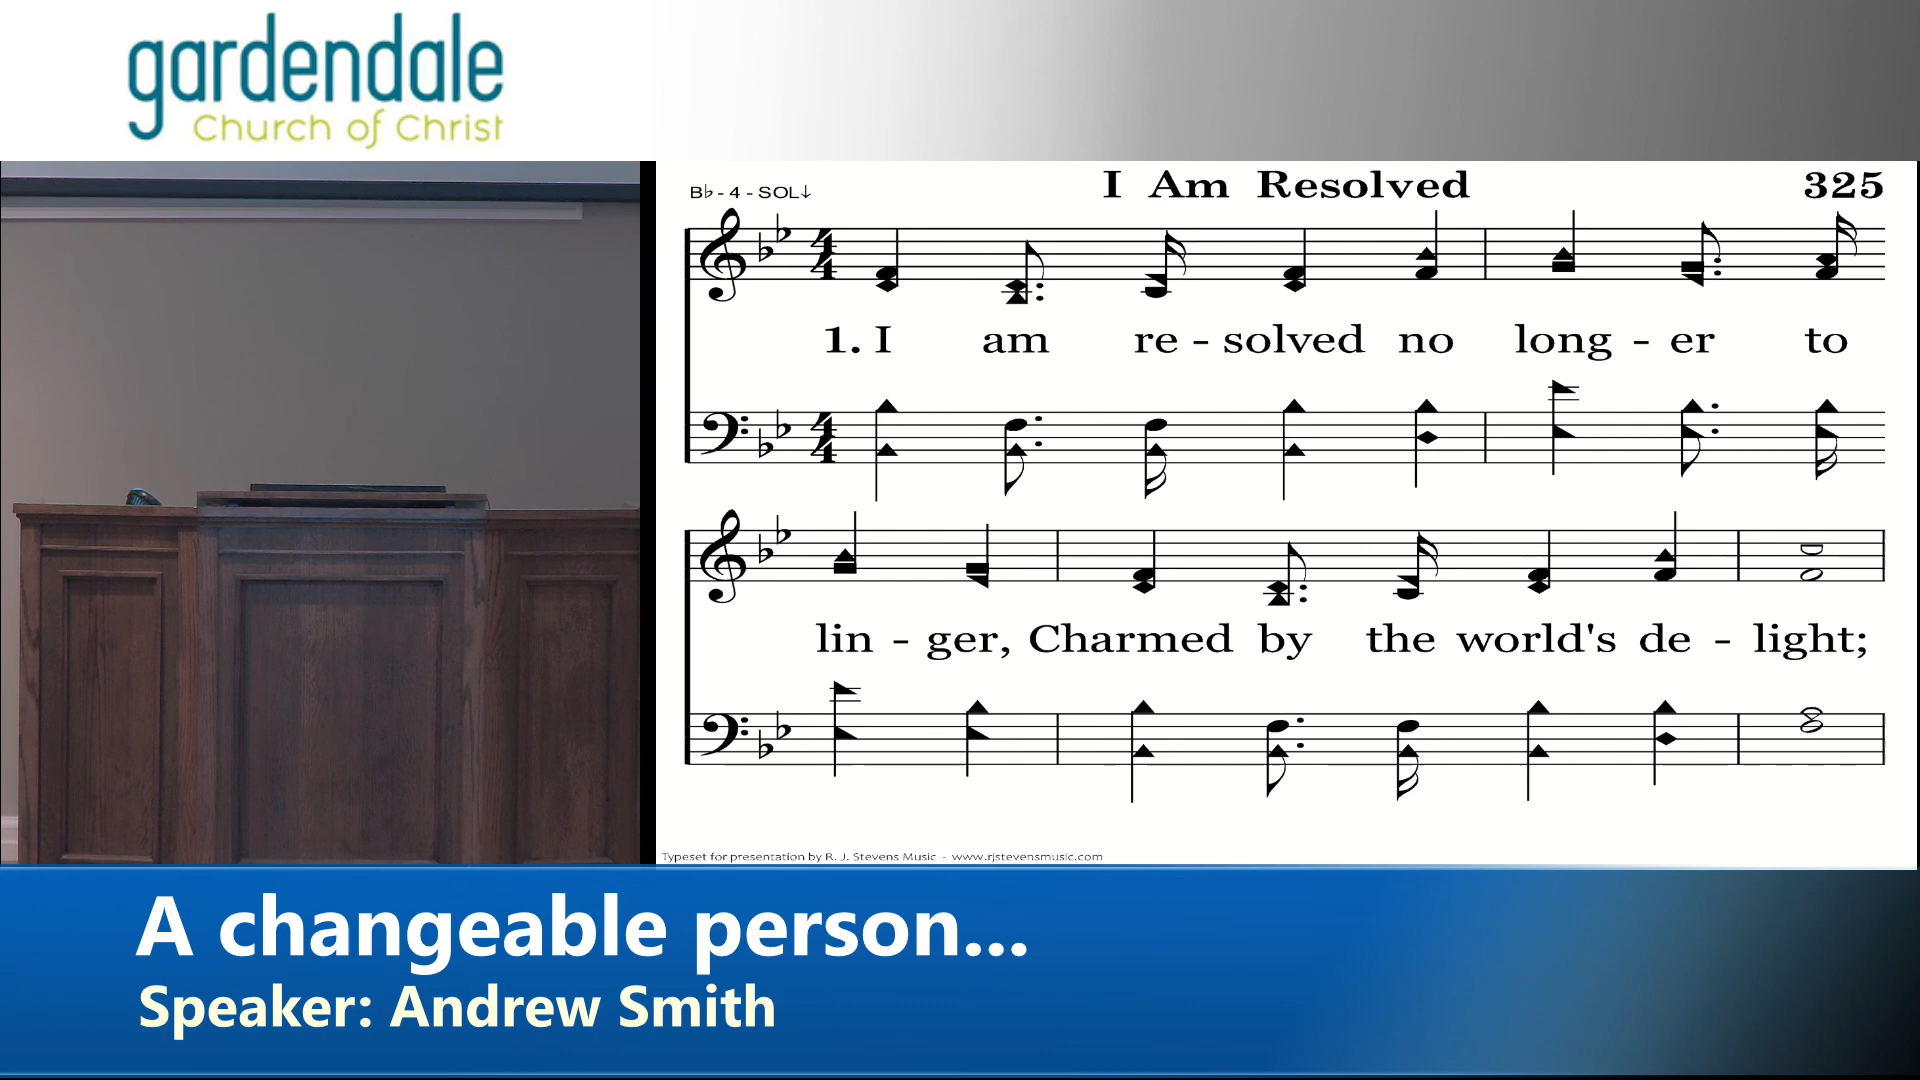 gardendale
Church of Christ
B♭ - 4 - SOL↓
I Am Resolved
325
1. I am re - solved no long - er to
lin - ger, Charmed by the world's de - light;
Typeset for presentation by R. J. Stevens Music - www.rjstevensmusic.com
A changeable person...
Speaker: Andrew Smith